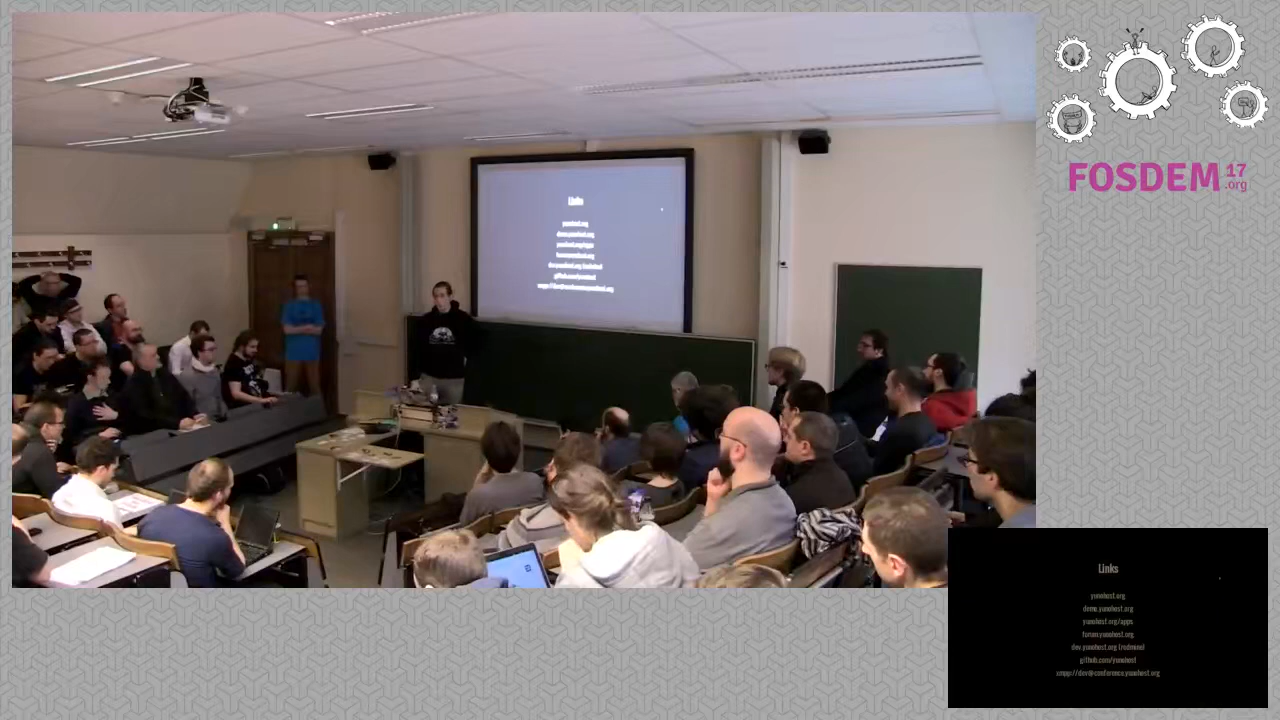 FOSDEM 17
.org
Links
yunohost.org
demo.yunohost.org
yunohost.org/apps
forum.yunohost.org
dev.yunohost.org (redmine)
github.com/yunohost
xmpp://dev@conference.yunohost.org